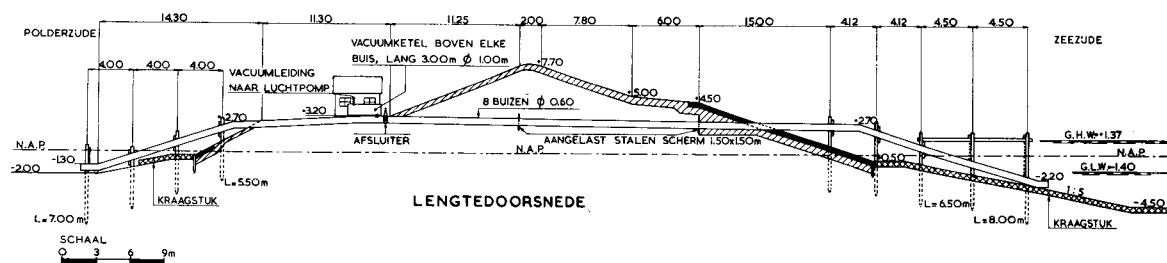 14.30 11.30 11.25 2.00 7.80 6.00 15.00 4.12 4.12 4.50 4.50
POLDERZIJDE
ZEEZIJDE
VACUUMKETEL BOVEN ELKE
BUIS, LANG 3.00m Ø 1.00m
4.00 4.00 4.00
VACUUMLEIDING
NAAR LUCHTPOMP
+7.70
+5.00
+4.50
8 BUIZEN Ø 0.60
+3.20
+2.70
+2.70
AFSLUITER
AANGELAST STALEN SCHERM 1.50x1.50m
G.H.W.=+1.37
N.A.P.
N.A.P.
N.A.P.
G.L.W.=-1.40
-1.30
-2.00
-0.50
-2.20
1:5
-4.50
L=5.50m
KRAAGSTUK
L=7.00m
LENGTEDOORSNEDE
L=6.50m
L=8.00m
KRAAGSTUK
SCHAAL
0 3 6 9m